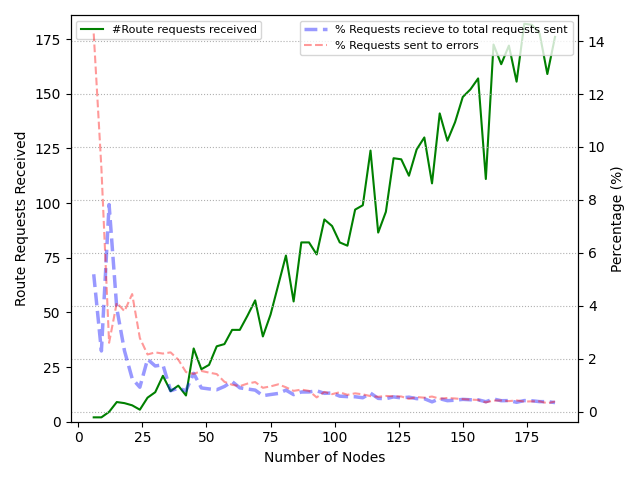 #Route requests received
% Requests recieve to total requests sent
% Requests sent to errors
175
150
125
100
75
50
25
0
14
12
10
8
6
4
2
0
0 25 50 75 100 125 150 175
Route Requests Received
Percentage (%)
Number of Nodes